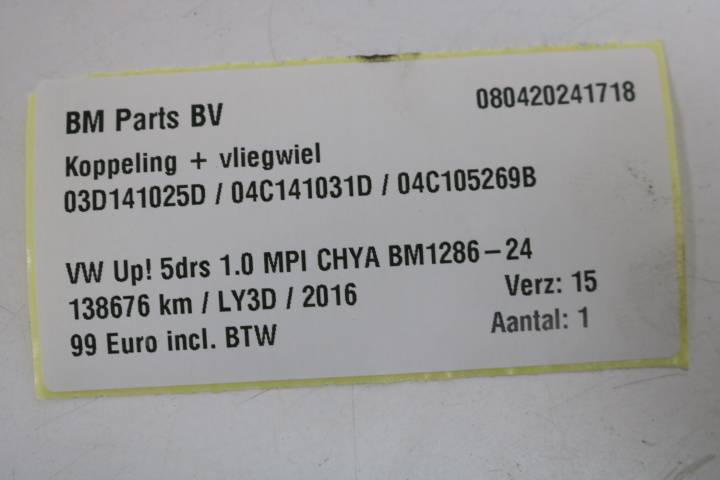 BM Parts BV 080420241718
Koppeling + vliegwiel
03D141025D / 04C141031D / 04C105269B
VW Up! 5drs 1.0 MPI CHYA BM1286-24
138676 km / LY3D / 2016 Verz: 15
99 Euro incl. BTW Aantal: 1